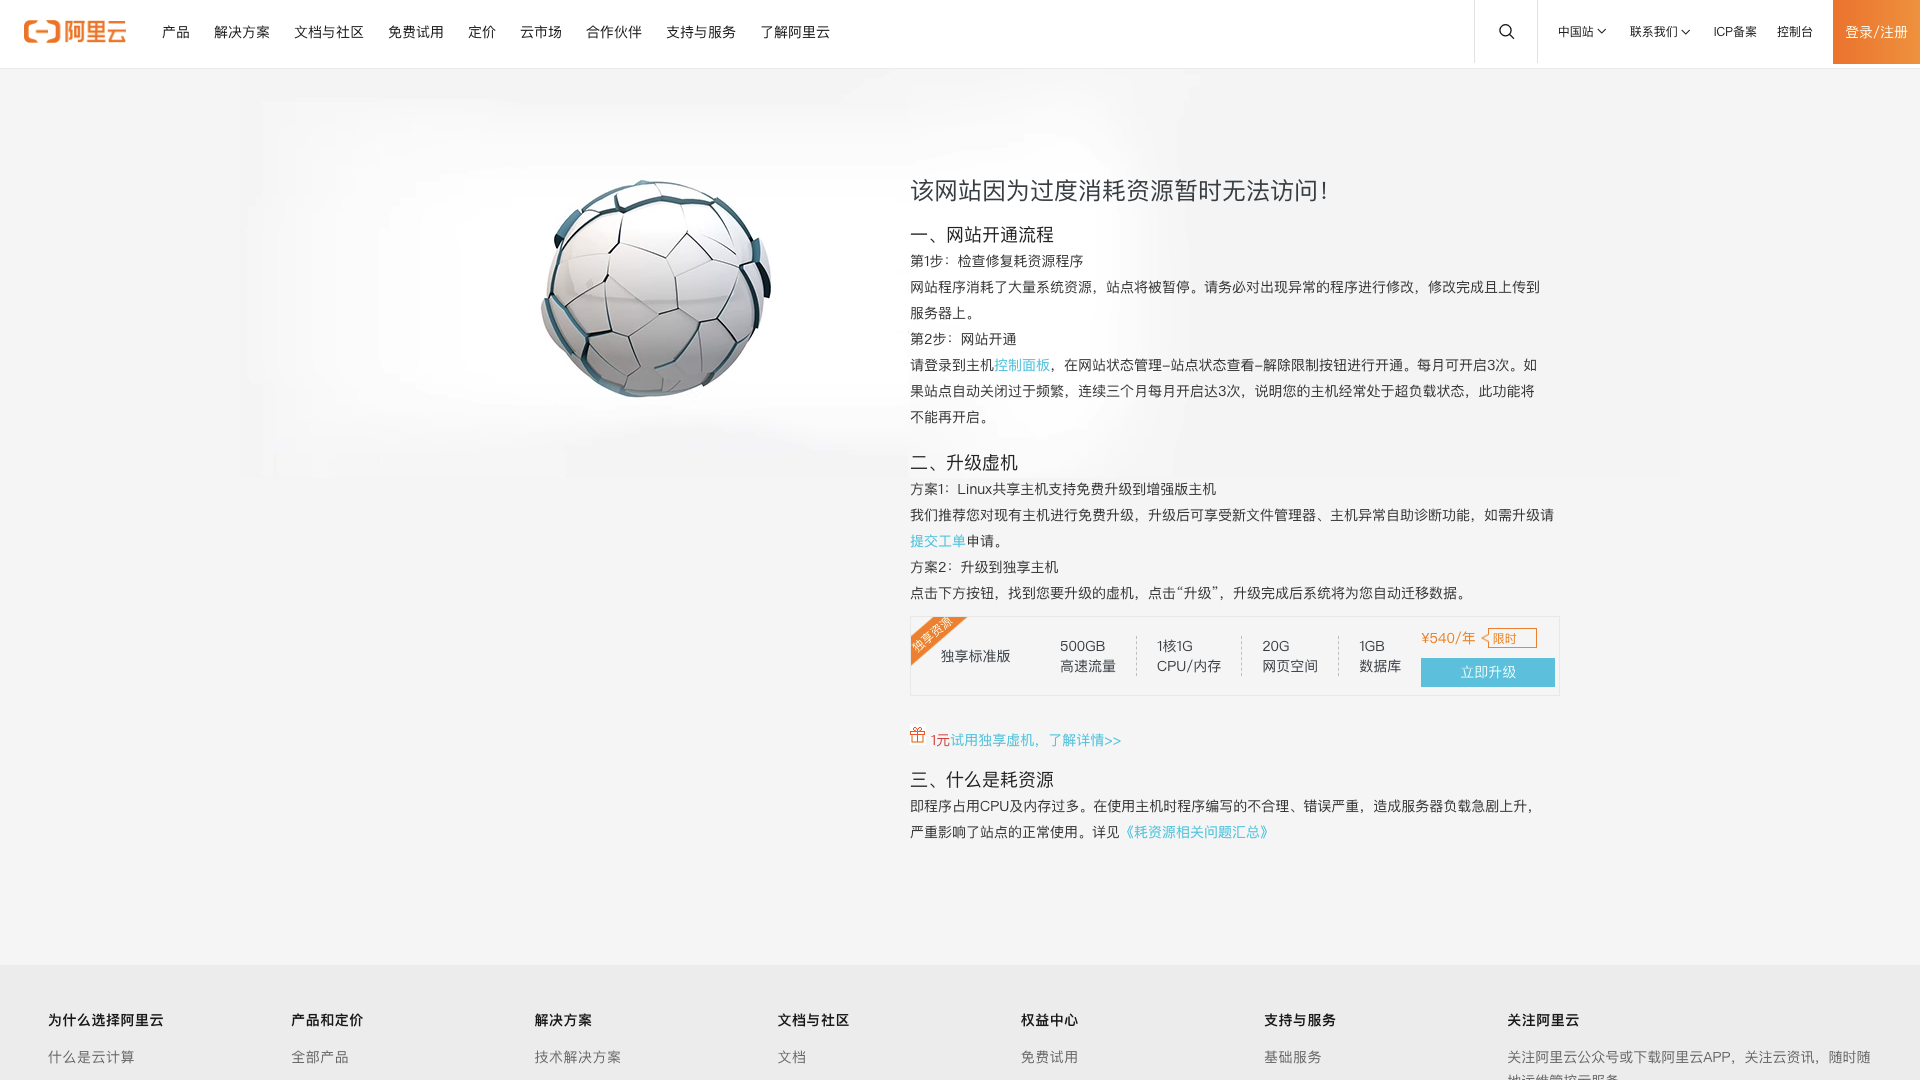 阿里云
产品
解决方案
文档与社区
免费试用
定价
云市场
合作伙伴
支持与服务
了解阿里云
中国站
联系我们
ICP备案
控制台
登录/注册
该网站因为过度消耗资源暂时无法访问！
一、网站开通流程
第1步：检查修复耗资源程序
网站程序消耗了大量系统资源，站点将被暂停。请务必对出现异常的程序进行修改，修改完成且上传到
服务器上。
第2步：网站开通
请登录到主机控制面板，在网站状态管理-站点状态查看-解除限制按钮进行开通。每月可开启3次。如
果站点自动关闭过于频繁，连续三个月每月开启达3次，说明您的主机经常处于超负载状态，此功能将
不能再开启。
二、升级虚机
方案1：Linux共享主机支持免费升级到增强版主机
我们推荐您对现有主机进行免费升级，升级后可享受新文件管理器、主机异常自助诊断功能，如需升级请
提交工单申请。
方案2：升级到独享主机
点击下方按钮，找到您要升级的虚机，点击“升级”，升级完成后系统将为您自动迁移数据。
独享资源
独享标准版
500GB
高速流量
1核1G
CPU/内存
20G
网页空间
1GB
数据库
¥540/年 限时
立即升级
1元试用独享虚机，了解详情>>
三、什么是耗资源
即程序占用CPU及内存过多。在使用主机时程序编写的不合理、错误严重，造成服务器负载急剧上升，
严重影响了站点的正常使用。详见《耗资源相关问题汇总》
为什么选择阿里云
什么是云计算
产品和定价
全部产品
解决方案
技术解决方案
文档与社区
文档
权益中心
免费试用
支持与服务
基础服务
关注阿里云
关注阿里云公众号或下载阿里云APP，关注云资讯，随时随
地运维管控云服务